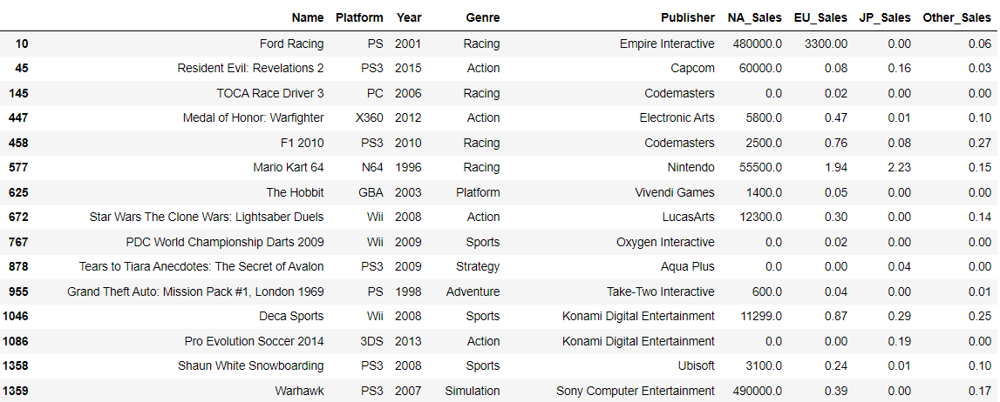 Name Platform Year Genre Publisher NA_Sales EU_Sales JP_Sales Other_Sales
10 Ford Racing PS 2001 Racing Empire Interactive 480000.0 3300.00 0.00 0.06
45 Resident Evil: Revelations 2 PS3 2015 Action Capcom 60000.0 0.08 0.16 0.03
145 TOCA Race Driver 3 PC 2006 Racing Codemasters 0.0 0.02 0.00 0.00
447 Medal of Honor: Warfighter X360 2012 Action Electronic Arts 5800.0 0.47 0.01 0.10
458 F1 2010 PS3 2010 Racing Codemasters 2500.0 0.76 0.08 0.27
577 Mario Kart 64 N64 1996 Racing Nintendo 55500.0 1.94 2.23 0.15
625 The Hobbit GBA 2003 Platform Vivendi Games 1400.0 0.05 0.00 0.00
672 Star Wars The Clone Wars: Lightsaber Duels Wii 2008 Action LucasArts 12300.0 0.30 0.00 0.14
767 PDC World Championship Darts 2009 Wii 2009 Sports Oxygen Interactive 0.0 0.02 0.00 0.00
878 Tears to Tiara Anecdotes: The Secret of Avalon PS3 2009 Strategy Aqua Plus 0.0 0.00 0.04 0.00
955 Grand Theft Auto: Mission Pack #1, London 1969 PS 1998 Adventure Take-Two Interactive 600.0 0.04 0.00 0.01
1046 Deca Sports Wii 2008 Sports Konami Digital Entertainment 11299.0 0.87 0.29 0.25
1086 Pro Evolution Soccer 2014 3DS 2013 Action Konami Digital Entertainment 0.0 0.00 0.19 0.00
1358 Shaun White Snowboarding PS3 2008 Sports Ubisoft 3100.0 0.24 0.01 0.10
1359 Warhawk PS3 2007 Simulation Sony Computer Entertainment 490000.0 0.39 0.00 0.17